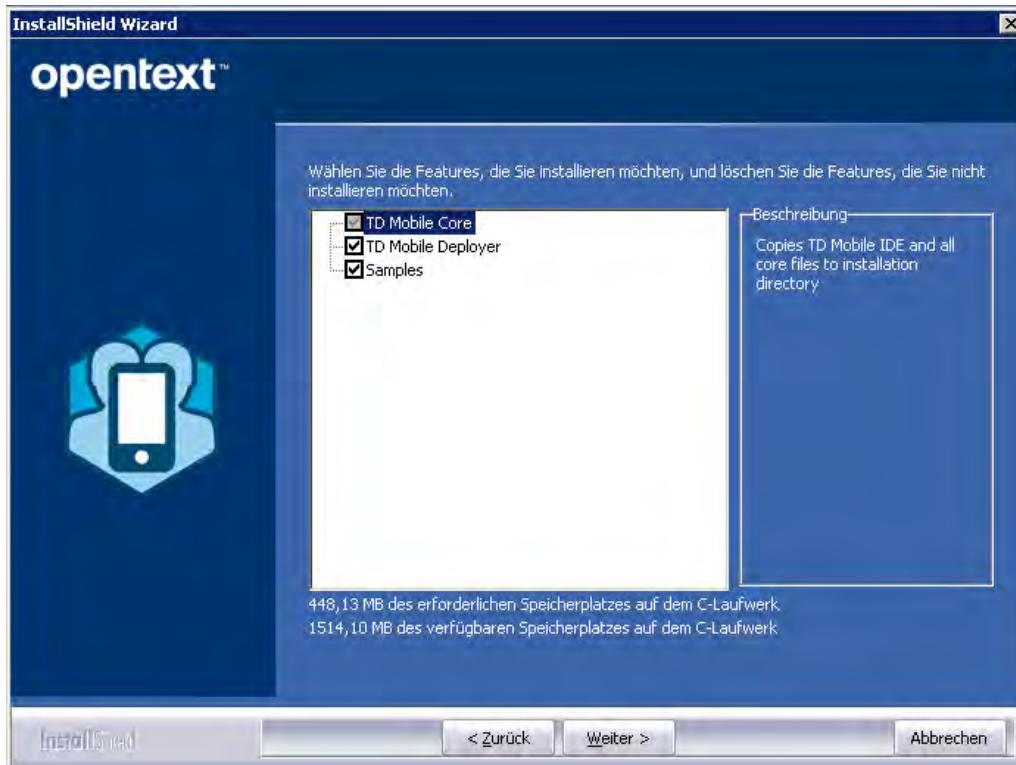 InstallShield Wizard
opentext™
Wählen Sie die Features, die Sie installieren möchten, und löschen Sie die Features, die Sie nicht
installieren möchten.
TD Mobile Core
TD Mobile Deployer
Samples
Beschreibung
Copies TD Mobile IDE and all
core files to installation
directory
448,13 MB des erforderlichen Speicherplatzes auf dem C-Laufwerk
1514,10 MB des verfügbaren Speicherplatzes auf dem C-Laufwerk
InstallShield
< Zurück
Weiter >
Abbrechen